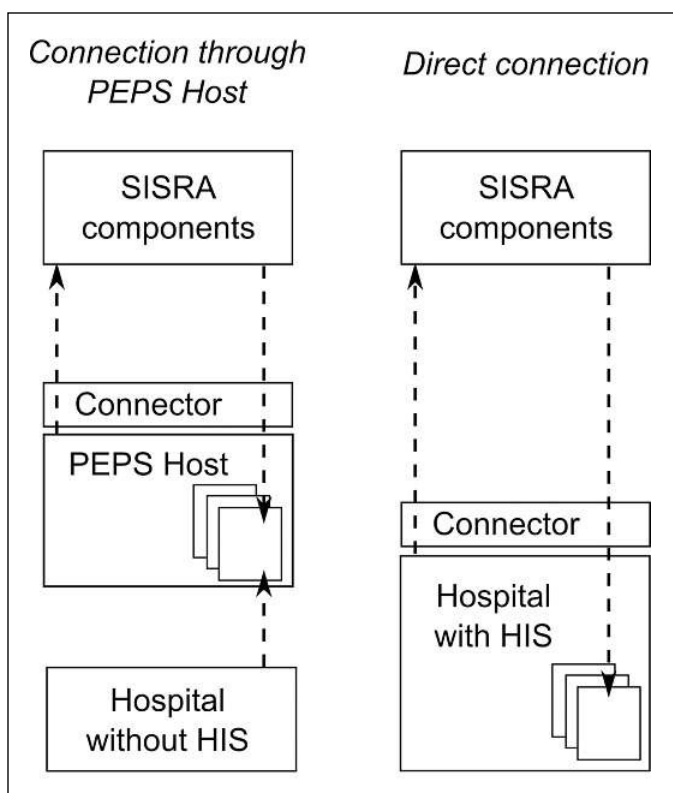 Connection through
PEPS Host
SISRA
components
Connector
PEPS Host
Hospital
without HIS
Direct connection
SISRA
components
Connector
Hospital
with HIS